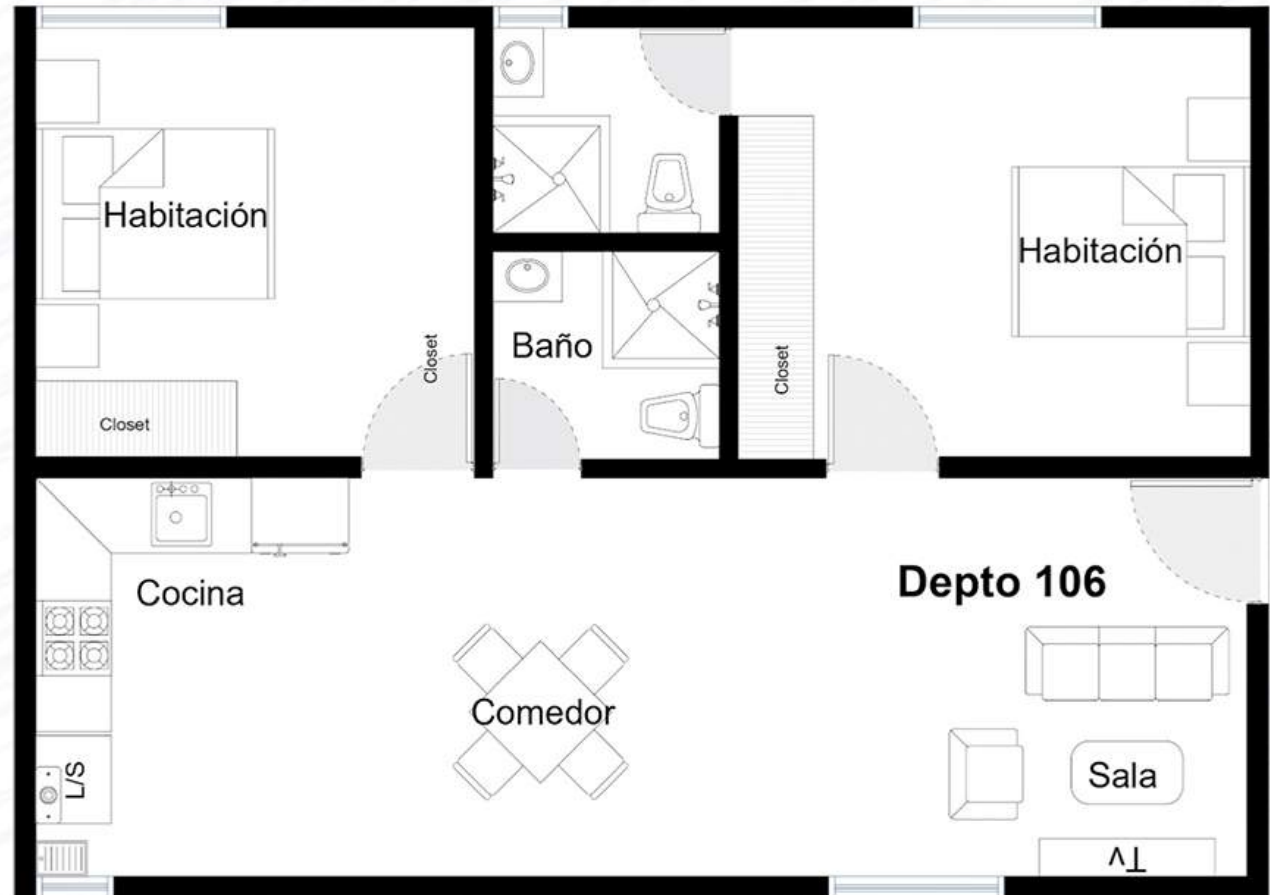 Habitación
Closet
Closet
Baño
Closet
Habitación
Cocina
Depto 106
Comedor
L/S
Sala
Tv